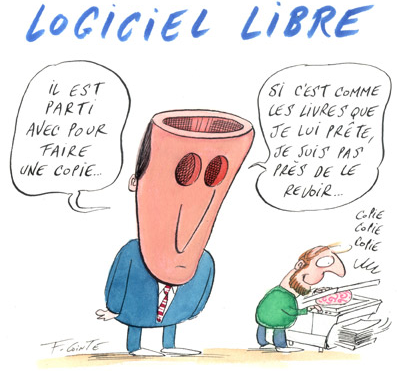 LOGICIEL LIBRE
IL EST
PARTI
AVEC POUR
FAIRE
UNE COPIE...
SI C'EST COMME
LES LIVRES QUE
JE LUI PRÊTE,
JE SUIS PAS
PRÈS DE LE
REVOIR...
COPIE
COPIE
COPIE
F. COINTE